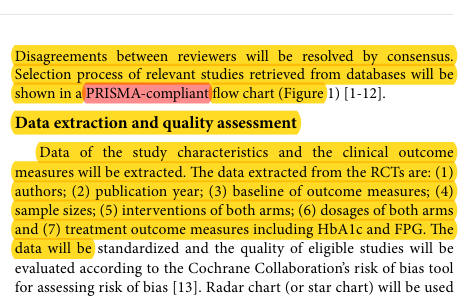 Disagreements between reviewers will be resolved by consensus.
Selection process of relevant studies retrieved from databases will be
shown in a PRISMA-compliant flow chart (Figure 1) [1-12].
Data extraction and quality assessment
Data of the study characteristics and the clinical outcome
measures will be extracted. The data extracted from the RCTs are: (1)
authors; (2) publication year; (3) baseline of outcome measures; (4)
sample sizes; (5) interventions of both arms; (6) dosages of both arms
and (7) treatment outcome measures including HbA1c and FPG. The
data will be standardized and the quality of eligible studies will be
evaluated according to the Cochrane Collaboration's risk of bias tool
for assessing risk of bias [13]. Radar chart (or star chart) will be used